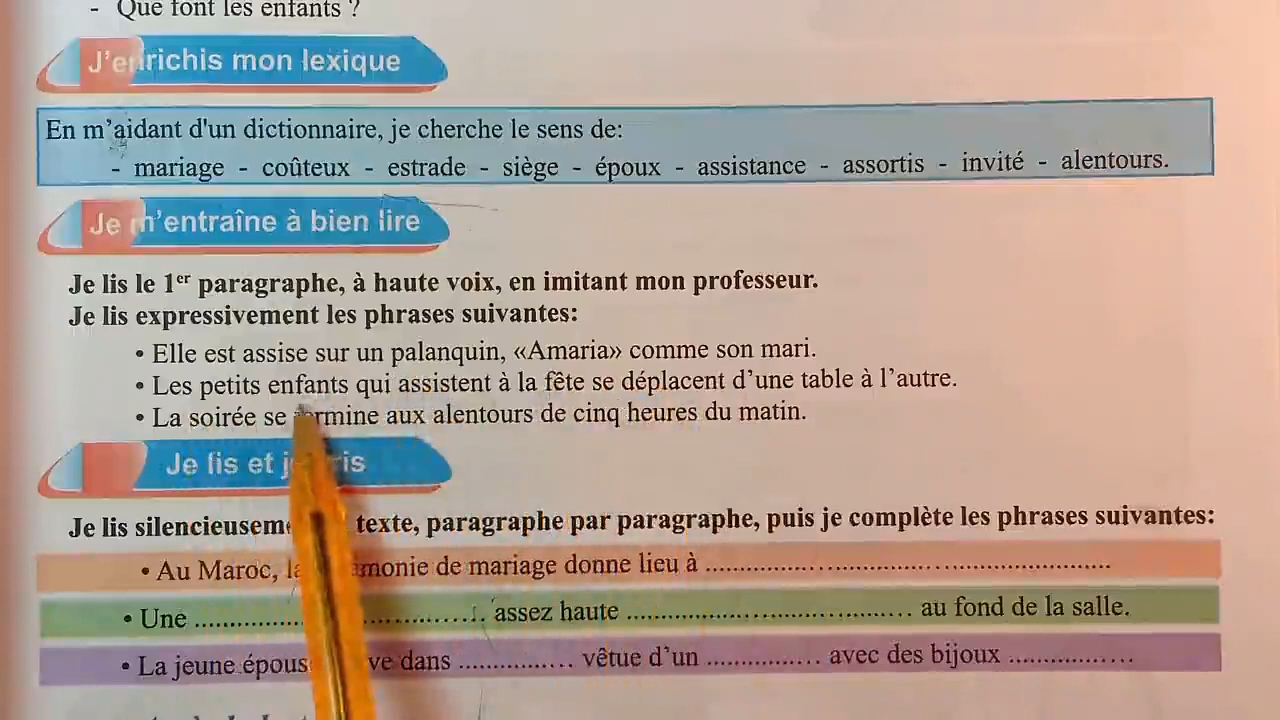 - Que font les enfants ?
J'enrichis mon lexique
En m'aidant d'un dictionnaire, je cherche le sens de:
- mariage - coûteux - estrade - siège - époux - assistance - assortis - invité - alentours.
Je m'entraîne à bien lire
Je lis le 1er paragraphe, à haute voix, en imitant mon professeur.
Je lis expressivement les phrases suivantes:
• Elle est assise sur un palanquin, «Amaria» comme son mari.
• Les petits enfants qui assistent à la fête se déplacent d'une table à l'autre.
• La soirée se termine aux alentours de cinq heures du matin.
Je lis et
Je lis texte, paragraphe par paragraphe, puis je complète les phrases suivantes:
• Au Maroc, de mariage donne lieu à ..........................................................
• Une ........................................ assez haute ......................................... au fond de la salle.
• La jeune dans ................ vêtue d'un ................ avec des bijoux ..................